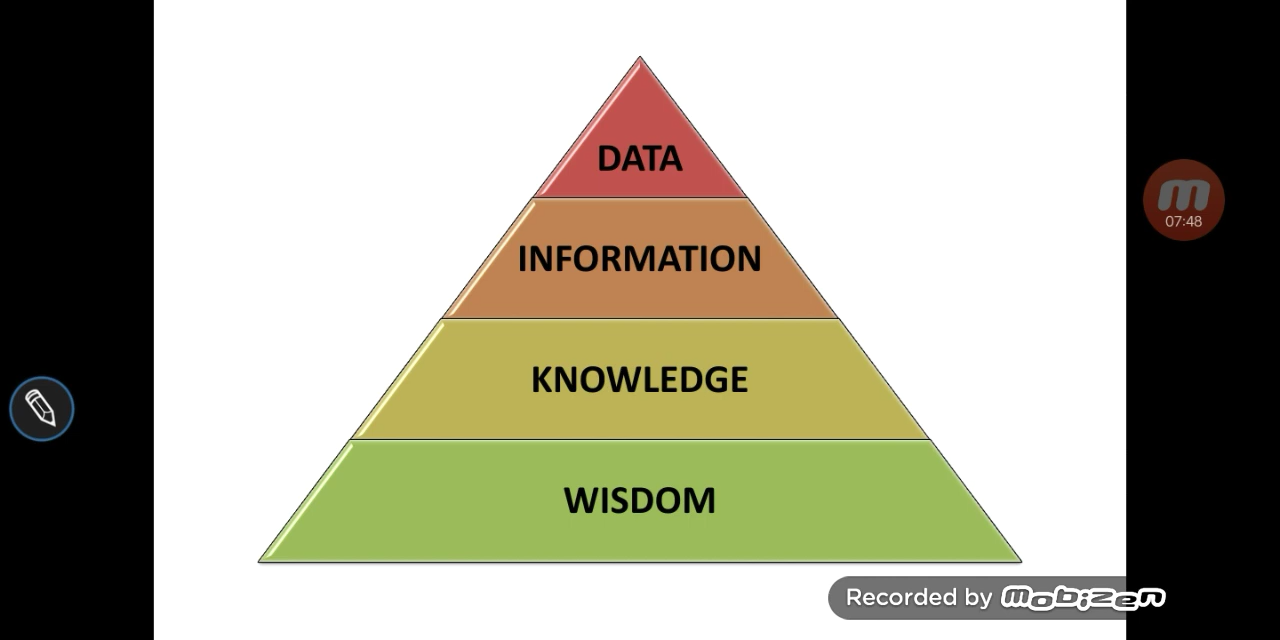 DATA
INFORMATION
KNOWLEDGE
WISDOM
07:48
Recorded by mobizen